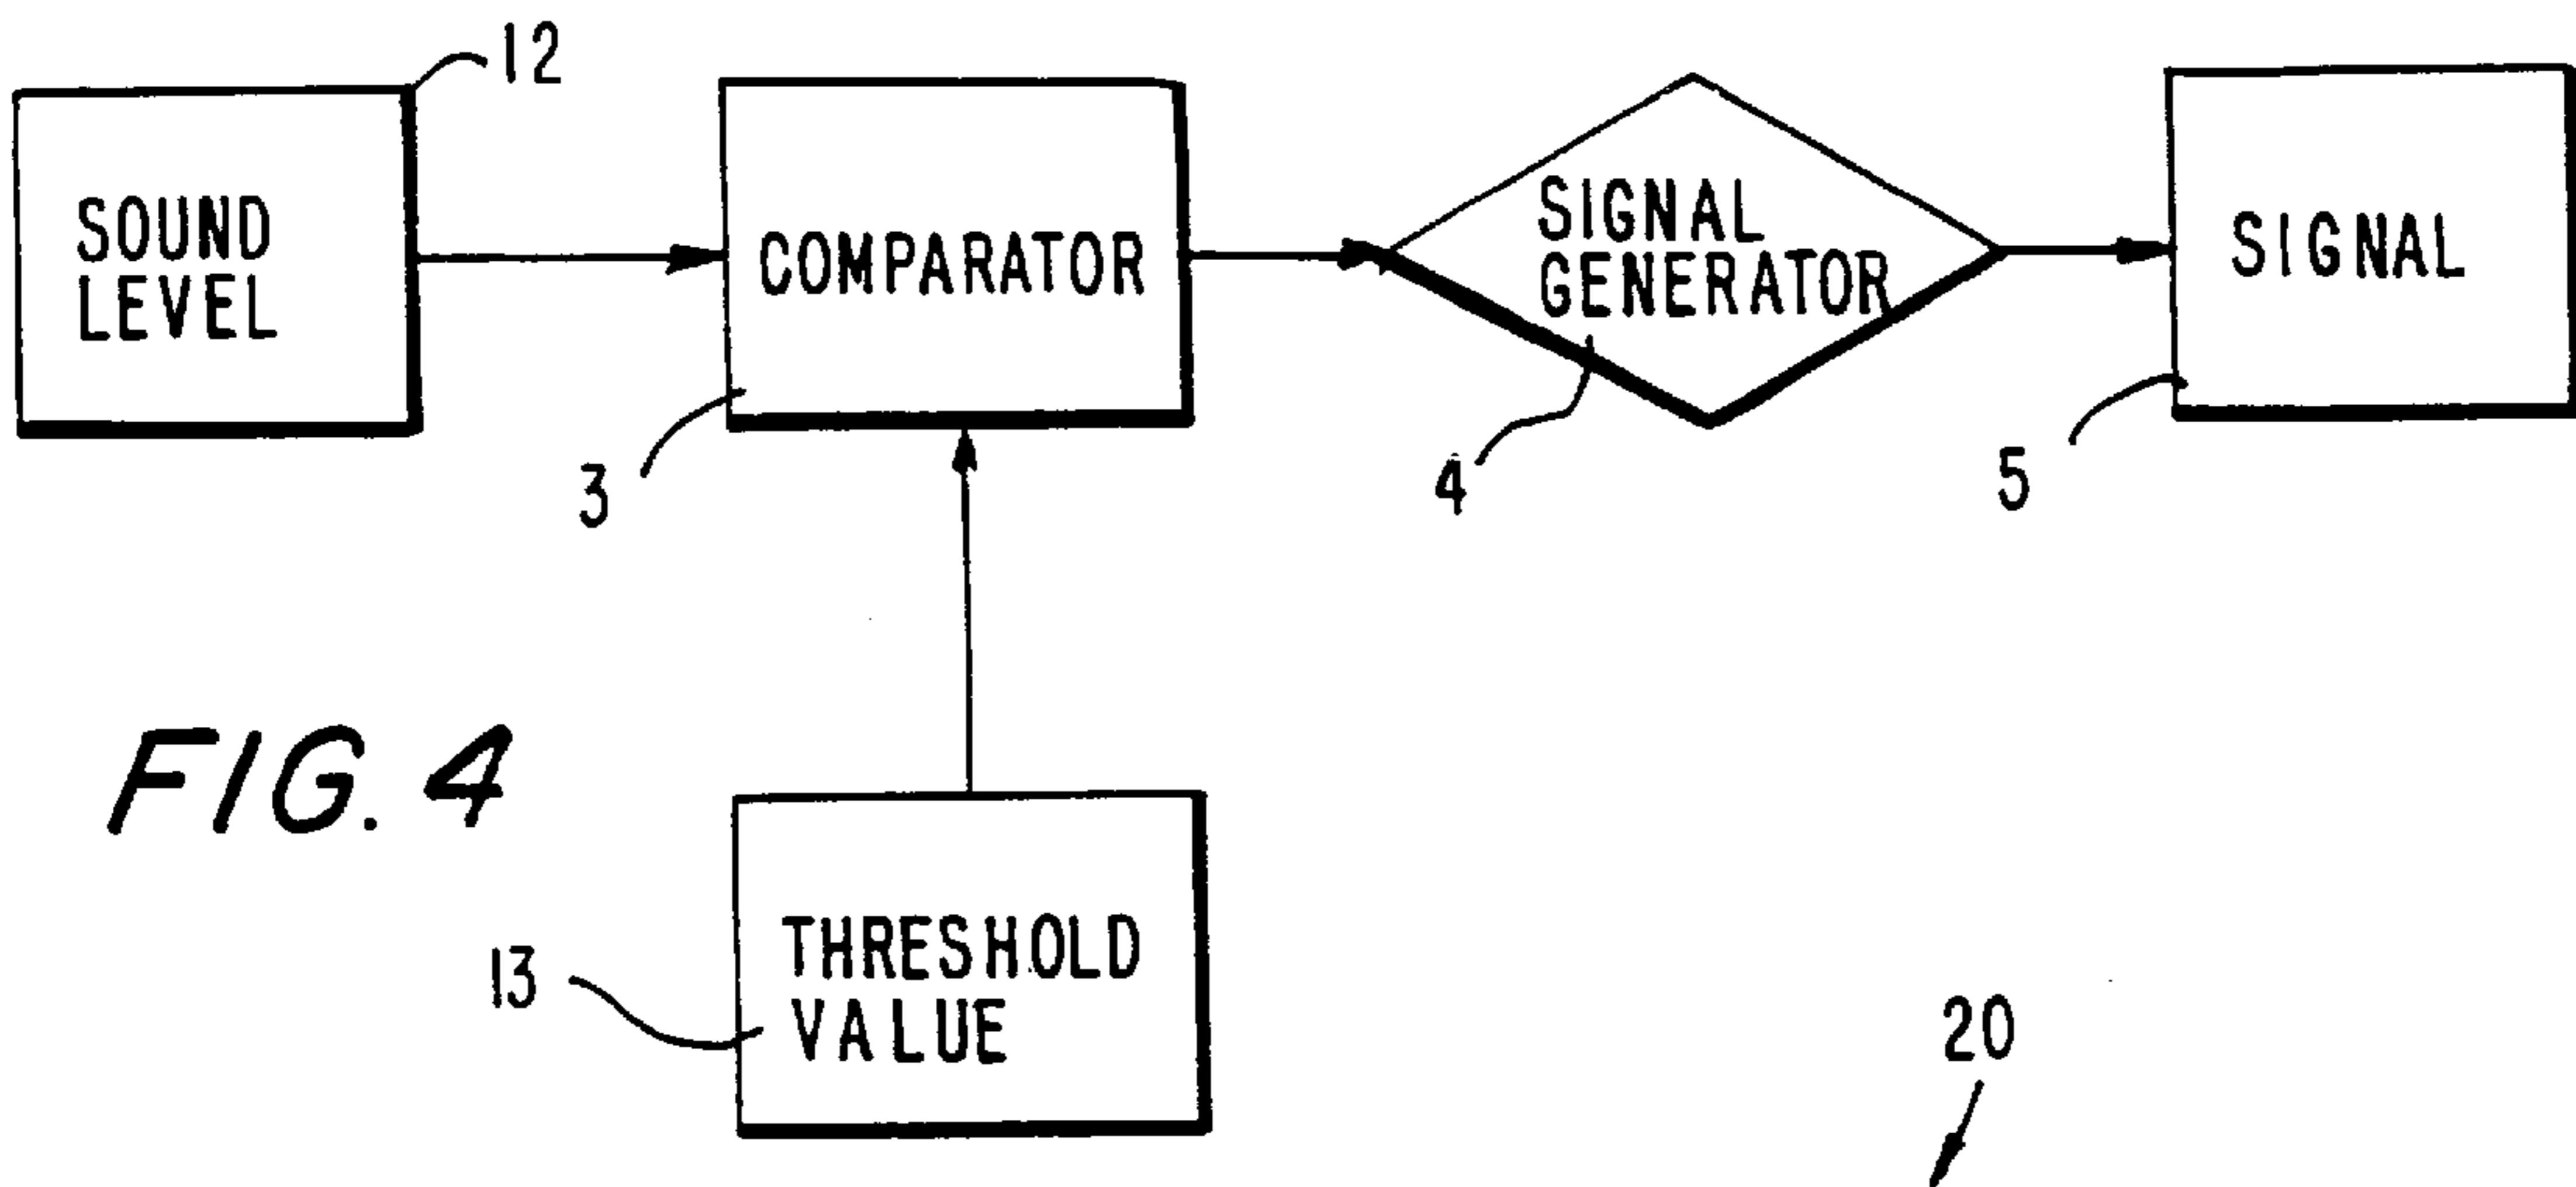 12
SOUND
LEVEL
COMPARATOR
SIGNAL
GENERATOR
SIGNAL
3
4
5
FIG. 4
THRESHOLD
VALUE
13
20